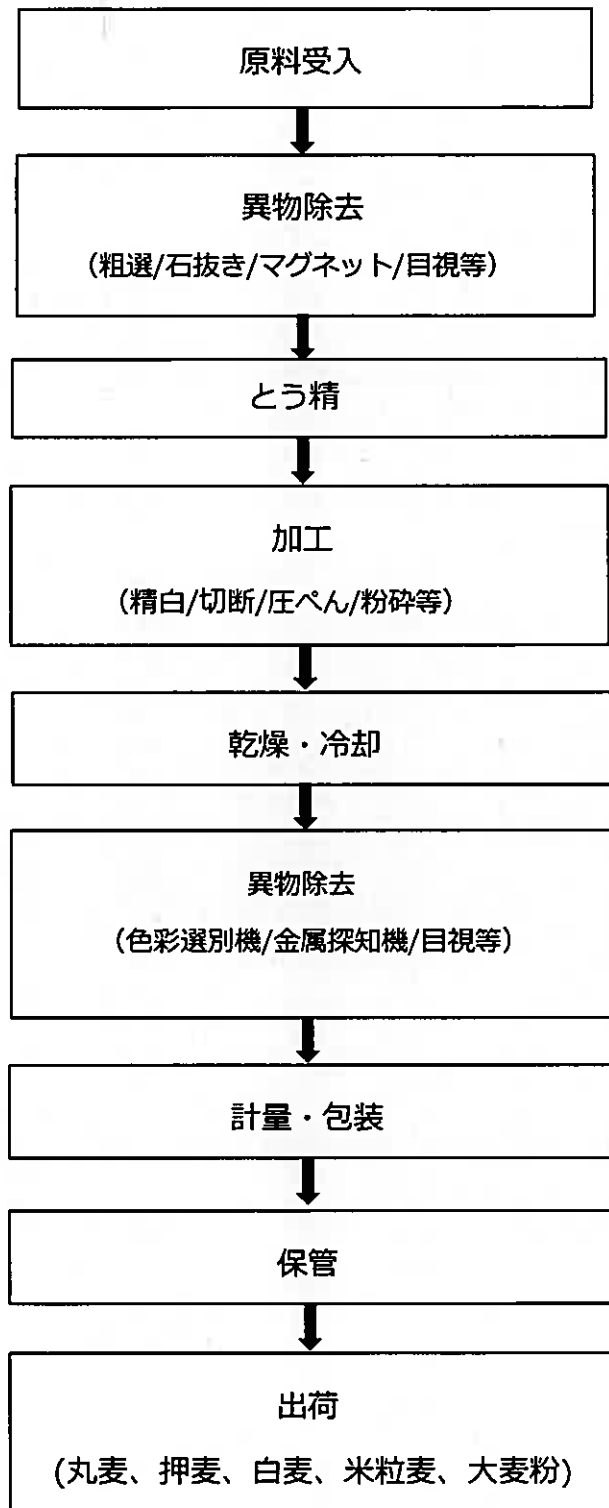 原料受入
異物除去
（粗選/石抜き/マグネット/目視等）
とう精
加工
（精白/切断/圧ぺん/粉砕等）
乾燥・冷却
異物除去
（色彩選別機/金属探知機/目視等）
計量・包装
保管
出荷
(丸麦、押麦、白麦、米粒麦、大麦粉)